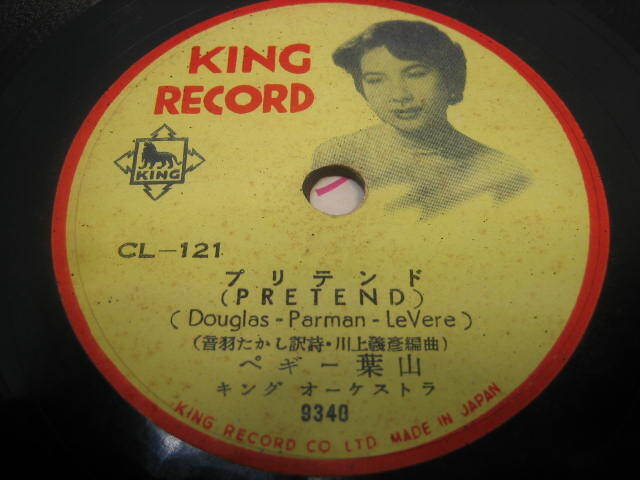 KING
RECORD
KING
CL-121
プリテンド
(PRETEND)
(Douglas-Parman-LeVere)
(音羽たかし訳詩・川上義彦編曲)
ペギー葉山
キング オーケストラ
9340
KING RECORD CO LTD MADE IN JAPAN